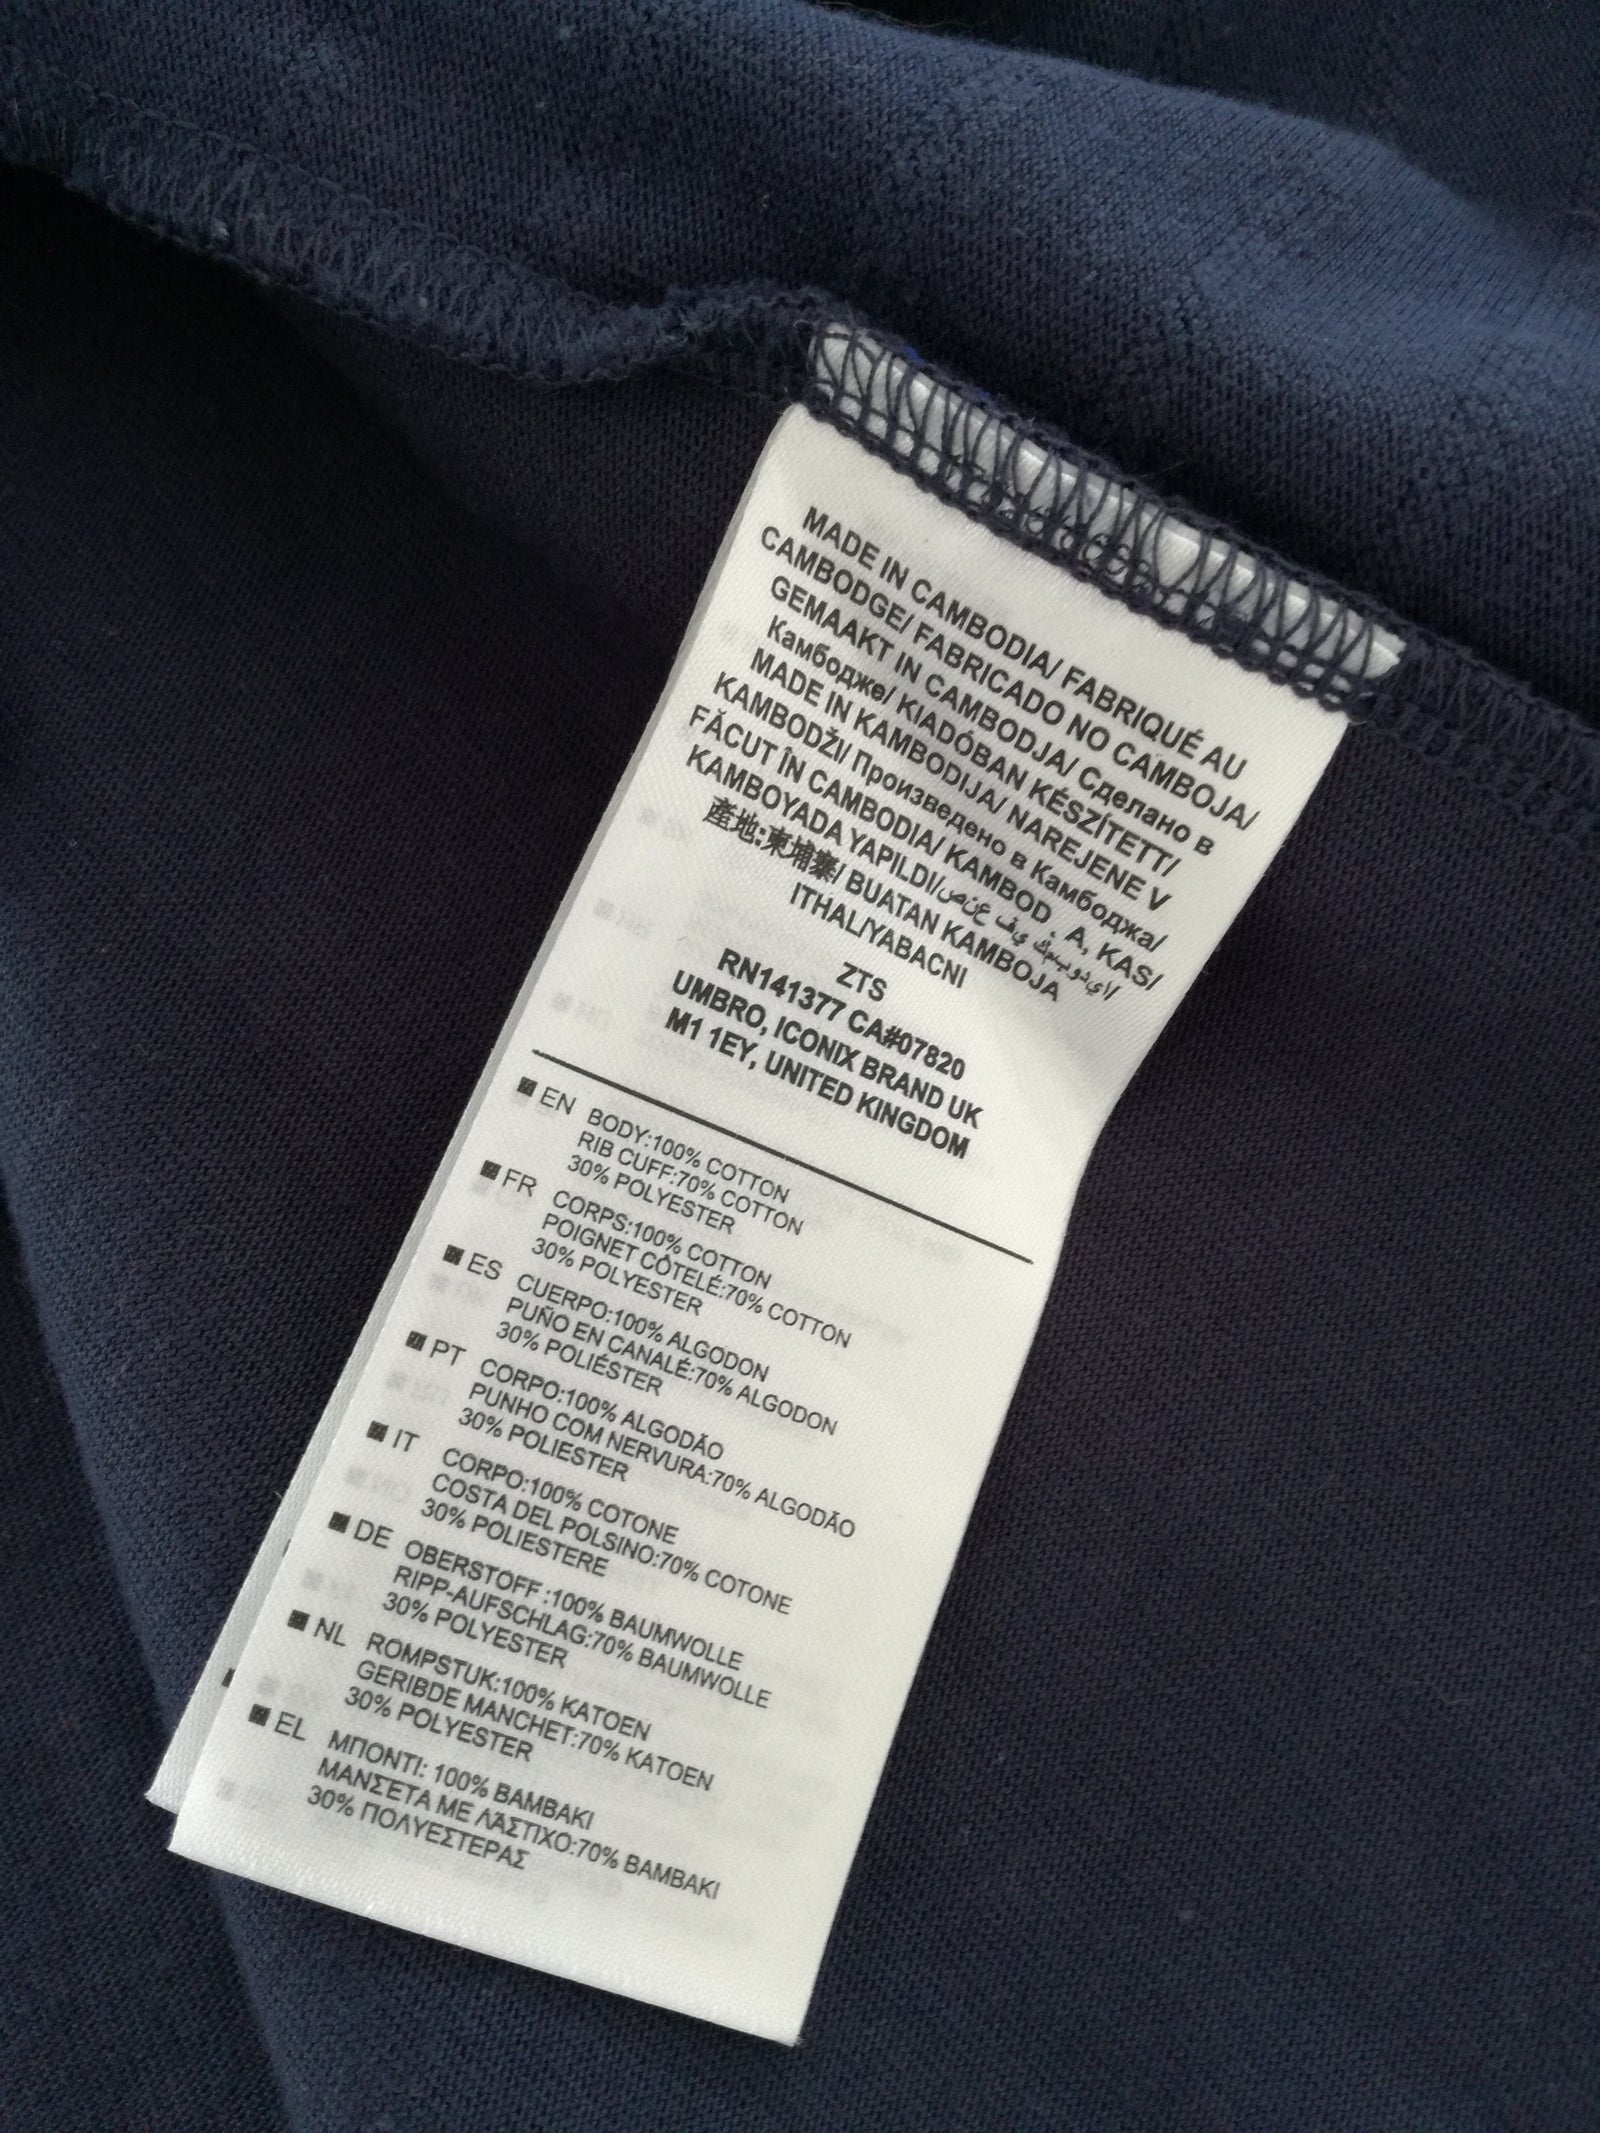 MADE IN CAMBODIA/ FABRIQUÉ AU
CAMBODGE/ FABRICADO NO CAMBOJA/
GEMAAKT IN CAMBODJA/ Сделано в
Камбодже/ KIADÓBAN KÉSZÍTETT/
MADE IN KAMBODIJA/ NAREJENE V
KAMBODŽI/ Произведено в Камбоджа/
FĂCUT ÎN CAMBODIA/ KAMBOD . A, KAS/
KAMBOYADA YAPILDI/
產地:東埔寨/ BUATAN KAMBOJA
ITHAL/YABACNI
ZTS
RN141377 CA#07820
UMBRO, ICONIX BRAND UK
M1 1EY, UNITED KINGDOM
EN BODY:100% COTTON
RIB CUFF:70% COTTON
30% POLYESTER
FR CORPS:100% COTTON
POIGNET CÔTELÉ:70% COTTON
30% POLYESTER
ES CUERPO:100% ALGODON
PUÑO EN CANALÉ:70% ALGODON
30% POLIÉSTER
PT CORPO:100% ALGODÃO
PUNHO COM NERVURA:70% ALGODÃO
30% POLIESTER
IT CORPO:100% COTONE
COSTA DEL POLSINO:70% COTONE
30% POLIESTERE
DE OBERSTOFF :100% BAUMWOLLE
RIPP-AUFSCHLAG:70% BAUMWOLLE
30% POLYESTER
NL ROMPSTUK:100% KATOEN
GERIBDE MANCHET:70% KATOEN
30% POLYESTER
EL ΜΠΟΝΤΙ: 100% ΒΑΜΒΑΚΙ
ΜΑΝΣΕΤΑ ΜΕ ΛΆΣΤΙΧΟ:70% ΒΑΜΒΑΚΙ
30% ΠΟΛΥΕΣΤΕΡΑΣ